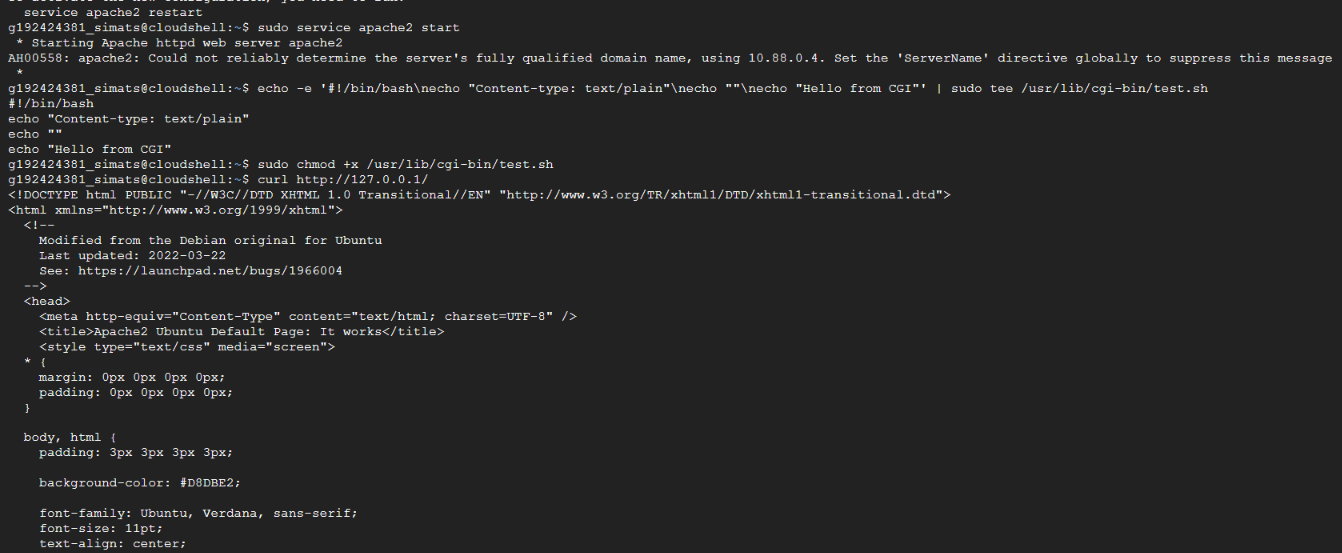 service apache2 restart
g192424381_simats@cloudshell:~$ sudo service apache2 start
* Starting Apache httpd web server apache2
AH00558: apache2: Could not reliably determine the server's fully qualified domain name, using 10.88.0.4. Set the 'ServerName' directive globally to suppress this message
*
g192424381_simats@cloudshell:~$ echo -e '#!/bin/bash\necho "Content-type: text/plain"\necho ""\necho "Hello from CGI"' | sudo tee /usr/lib/cgi-bin/test.sh
#!/bin/bash
echo "Content-type: text/plain"
echo ""
echo "Hello from CGI"
g192424381_simats@cloudshell:~$ sudo chmod +x /usr/lib/cgi-bin/test.sh
g192424381_simats@cloudshell:~$ curl http://127.0.0.1/
<!DOCTYPE html PUBLIC "-//W3C//DTD XHTML 1.0 Transitional//EN" "http://www.w3.org/TR/xhtml1/DTD/xhtml1-transitional.dtd">
<html xmlns="http://www.w3.org/1999/xhtml">
<!--
Modified from the Debian original for Ubuntu
Last updated: 2022-03-22
See: https://launchpad.net/bugs/1966004
-->
<head>
<meta http-equiv="Content-Type" content="text/html; charset=UTF-8" />
<title>Apache2 Ubuntu Default Page: It works</title>
<style type="text/css" media="screen">
* {
margin: 0px 0px 0px 0px;
padding: 0px 0px 0px 0px;
}
body, html {
padding: 3px 3px 3px 3px;
background-color: #D8DBE2;
font-family: Ubuntu, Verdana, sans-serif;
font-size: 11pt;
text-align: center;